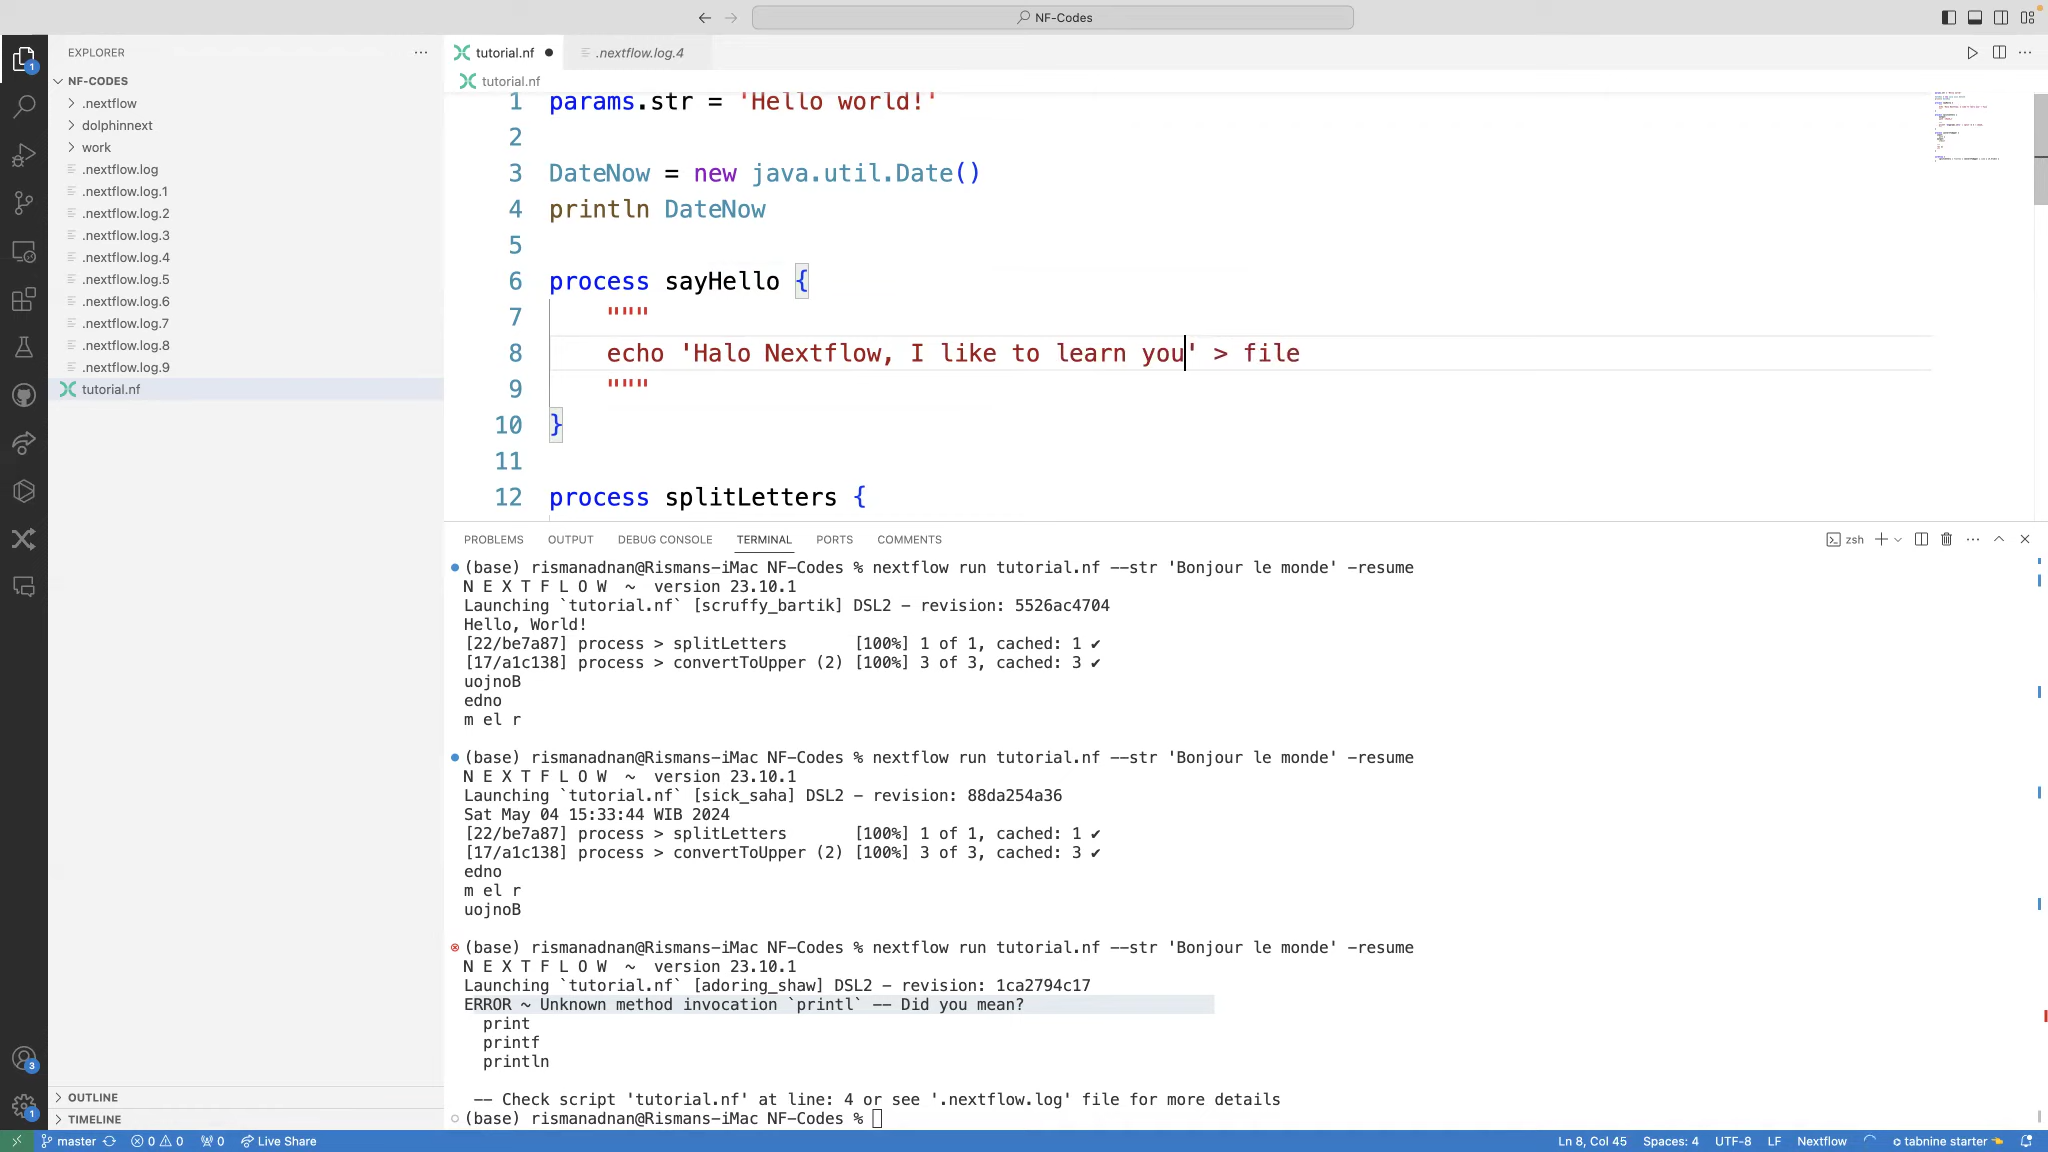 NF-Codes
EXPLORER
NF-CODES
.nextflow
dolphinnext
work
.nextflow.log
.nextflow.log.1
.nextflow.log.2
.nextflow.log.3
.nextflow.log.4
.nextflow.log.5
.nextflow.log.6
.nextflow.log.7
.nextflow.log.8
.nextflow.log.9
tutorial.nf
OUTLINE
TIMELINE
1
3
1
tutorial.nf
.nextflow.log.4
tutorial.nf
1 params.str = 'Hello world!'
2
3 DateNow = new java.util.Date()
4 println DateNow
5
6 process sayHello {
7 """
8 echo 'Halo Nextflow, I like to learn you' > file
9 """
10 }
11
12 process splitLetters {
PROBLEMS OUTPUT DEBUG CONSOLE TERMINAL PORTS COMMENTS
zsh
(base) rismanadnan@Rismans-iMac NF-Codes % nextflow run tutorial.nf --str 'Bonjour le monde' -resume
N E X T F L O W ~ version 23.10.1
Launching `tutorial.nf` [scruffy_bartik] DSL2 - revision: 5526ac4704
Hello, World!
[22/be7a87] process > splitLetters [100%] 1 of 1, cached: 1 ✔
[17/a1c138] process > convertToUpper (2) [100%] 3 of 3, cached: 3 ✔
uojnoB
edno
m el r
(base) rismanadnan@Rismans-iMac NF-Codes % nextflow run tutorial.nf --str 'Bonjour le monde' -resume
N E X T F L O W ~ version 23.10.1
Launching `tutorial.nf` [sick_saha] DSL2 - revision: 88da254a36
Sat May 04 15:33:44 WIB 2024
[22/be7a87] process > splitLetters [100%] 1 of 1, cached: 1 ✔
[17/a1c138] process > convertToUpper (2) [100%] 3 of 3, cached: 3 ✔
edno
m el r
uojnoB
(base) rismanadnan@Rismans-iMac NF-Codes % nextflow run tutorial.nf --str 'Bonjour le monde' -resume
N E X T F L O W ~ version 23.10.1
Launching `tutorial.nf` [adoring_shaw] DSL2 - revision: 1ca2794c17
ERROR ~ Unknown method invocation `printl` -- Did you mean?
print
printf
println
-- Check script 'tutorial.nf' at line: 4 or see '.nextflow.log' file for more details
(base) rismanadnan@Rismans-iMac NF-Codes %
master 0 0 0 Live Share Ln 8, Col 45 Spaces: 4 UTF-8 LF Nextflow tabnine starter